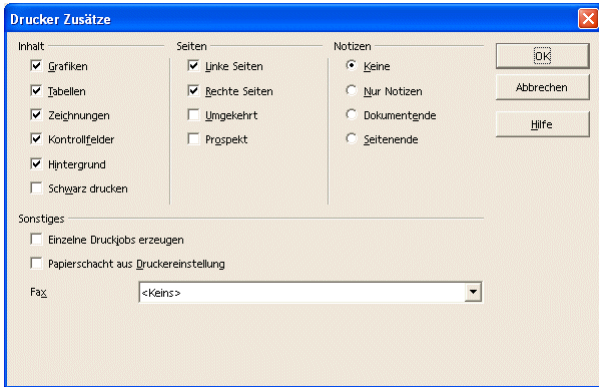 Drucker Zusätze
Inhalt
Grafiken
Tabellen
Zeichnungen
Kontrollfelder
Hintergrund
Schwarz drucken
Seiten
Linke Seiten
Rechte Seiten
Umgekehrt
Prospekt
Notizen
Keine
Nur Notizen
Dokumentende
Seitenende
OK
Abbrechen
Hilfe
Sonstiges
Einzelne Druckjobs erzeugen
Papierschacht aus Druckereinstellung
Fax <Keins>